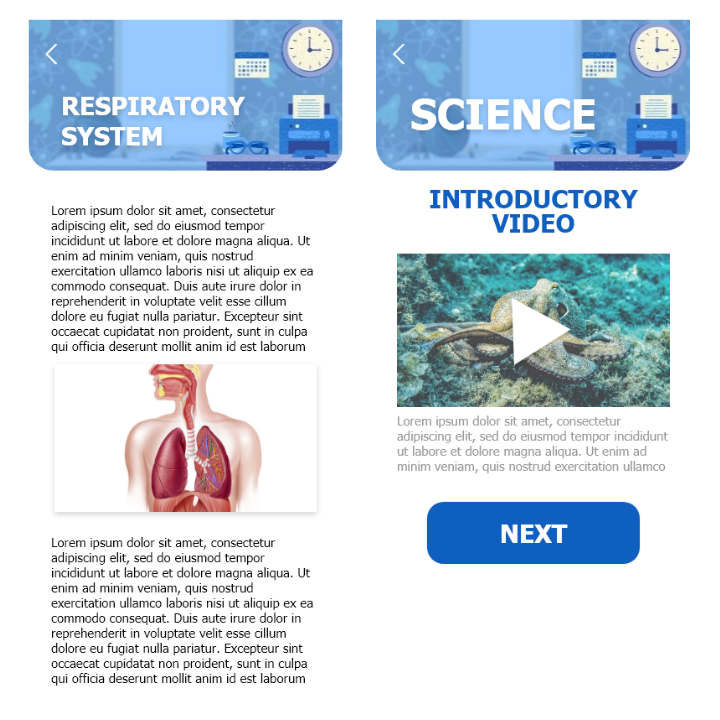 RESPIRATORY
SYSTEM
Lorem ipsum dolor sit amet, consectetur
adipiscing elit, sed do eiusmod tempor
incididunt ut labore et dolore magna aliqua. Ut
enim ad minim veniam, quis nostrud
exercitation ullamco laboris nisi ut aliquip ex ea
commodo consequat. Duis aute irure dolor in
reprehenderit in voluptate velit esse cillum
dolore eu fugiat nulla pariatur. Excepteur sint
occaecat cupidatat non proident, sunt in culpa
qui officia deserunt mollit anim id est laborum
Lorem ipsum dolor sit amet, consectetur
adipiscing elit, sed do eiusmod tempor
incididunt ut labore et dolore magna aliqua. Ut
enim ad minim veniam, quis nostrud
exercitation ullamco laboris nisi ut aliquip ex ea
commodo consequat. Duis aute irure dolor in
reprehenderit in voluptate velit esse cillum
dolore eu fugiat nulla pariatur. Excepteur sint
occaecat cupidatat non proident, sunt in culpa
qui officia deserunt mollit anim id est laborum
SCIENCE
INTRODUCTORY
VIDEO
Lorem ipsum dolor sit amet, consectetur
adipiscing elit, sed do eiusmod tempor incididunt
ut labore et dolore magna aliqua. Ut enim ad
minim veniam, quis nostrud exercitation ullamco
NEXT